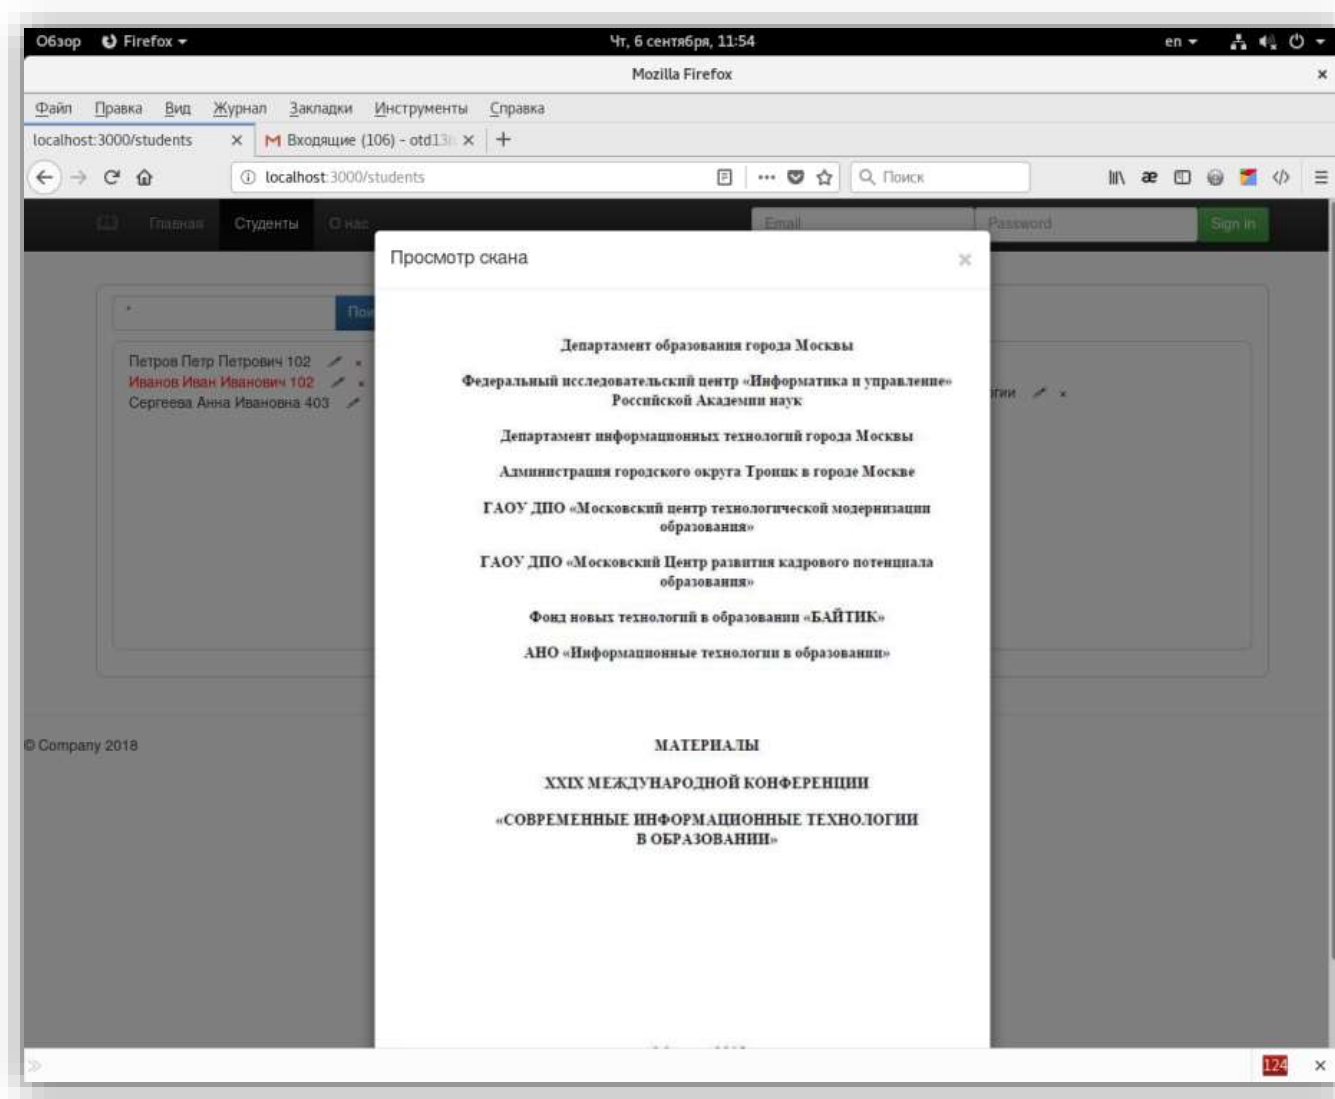 Обзор Firefox Чт, 6 сентября, 11:54 en
Mozilla Firefox
Файл Правка Вид Журнал Закладки Инструменты Справка
localhost:3000/students Входящие (106) - otd13
localhost:3000/students Поиск
Главная Студенты О нас Email Password Sign in
Просмотр скана
*
Петров Петр Петрович 102
Иванов Иван Иванович 102
Сергеева Анна Ивановна 403
Департамент образования города Москвы
Федеральный исследовательский центр «Информатика и управление»
Российской Академии наук
Департамент информационных технологий города Москвы
Администрация городского округа Троицк в городе Москве
ГАОУ ДПО «Московский центр технологической модернизации
образования»
ГАОУ ДПО «Московский Центр развития кадрового потенциала
образования»
Фонд новых технологий в образовании «БАЙТИК»
АНО «Информационные технологии в образовании»
МАТЕРИАЛЫ
XXIX МЕЖДУНАРОДНОЙ КОНФЕРЕНЦИИ
«СОВРЕМЕННЫЕ ИНФОРМАЦИОННЫЕ ТЕХНОЛОГИИ
В ОБРАЗОВАНИИ»
© Company 2018
124